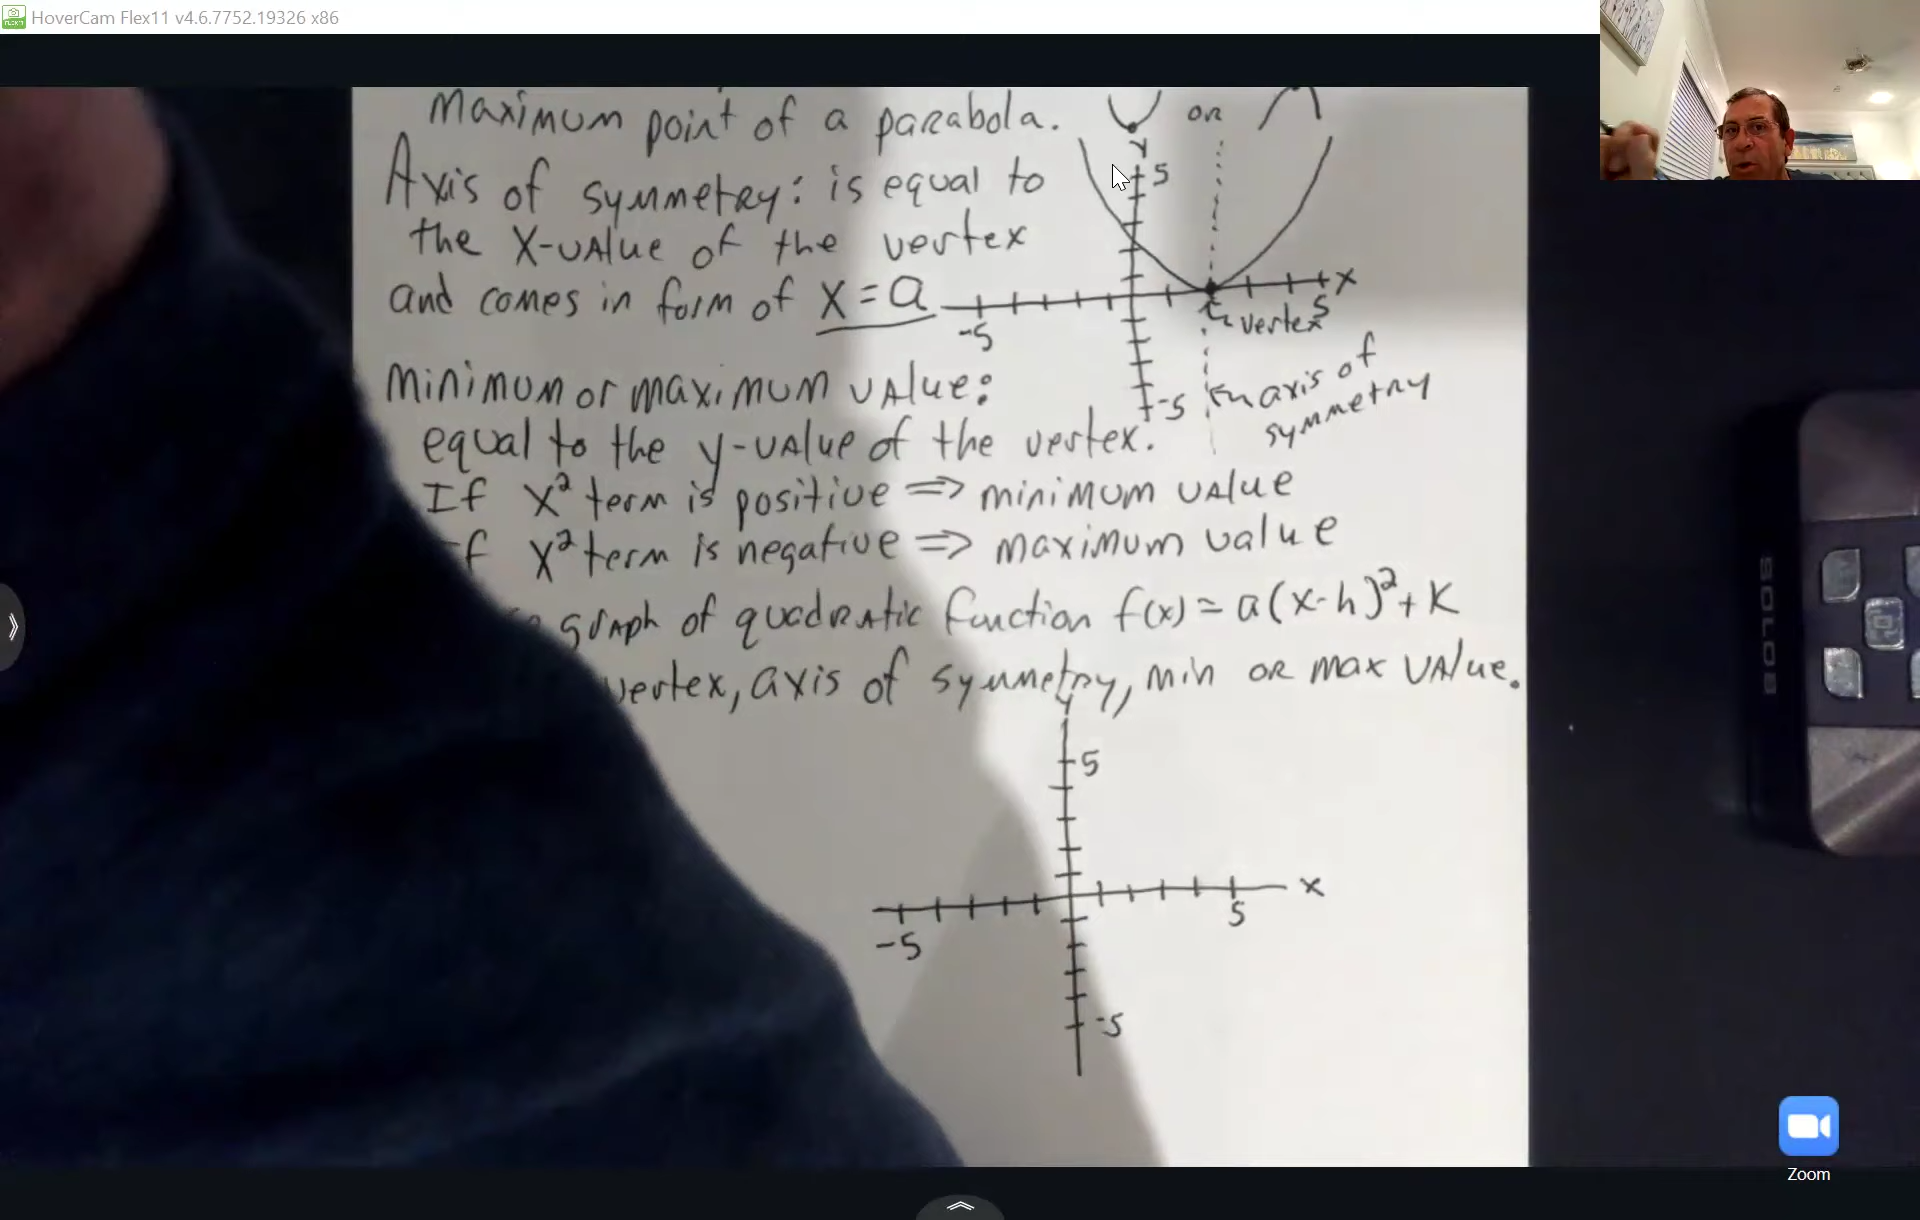 HoverCam Flex11 v4.6.7752.19326 x86
Maximum point of a parabola. or
Axis of symmetry: is equal to
the X-value of the vertex
and comes in form of X = a
Y
5
X
-5
5
vertex
-5
axis of
symmetry
Minimum or maximum value:
equal to the y-value of the vertex.
If X² term is positive ⇒ minimum value
If X² term is negative ⇒ maximum value
graph of quadratic function f(x) = a(x-h)² + K
vertex, axis of symmetry, min or max value.
y
5
x
-5
5
-5
SOLO8
Zoom